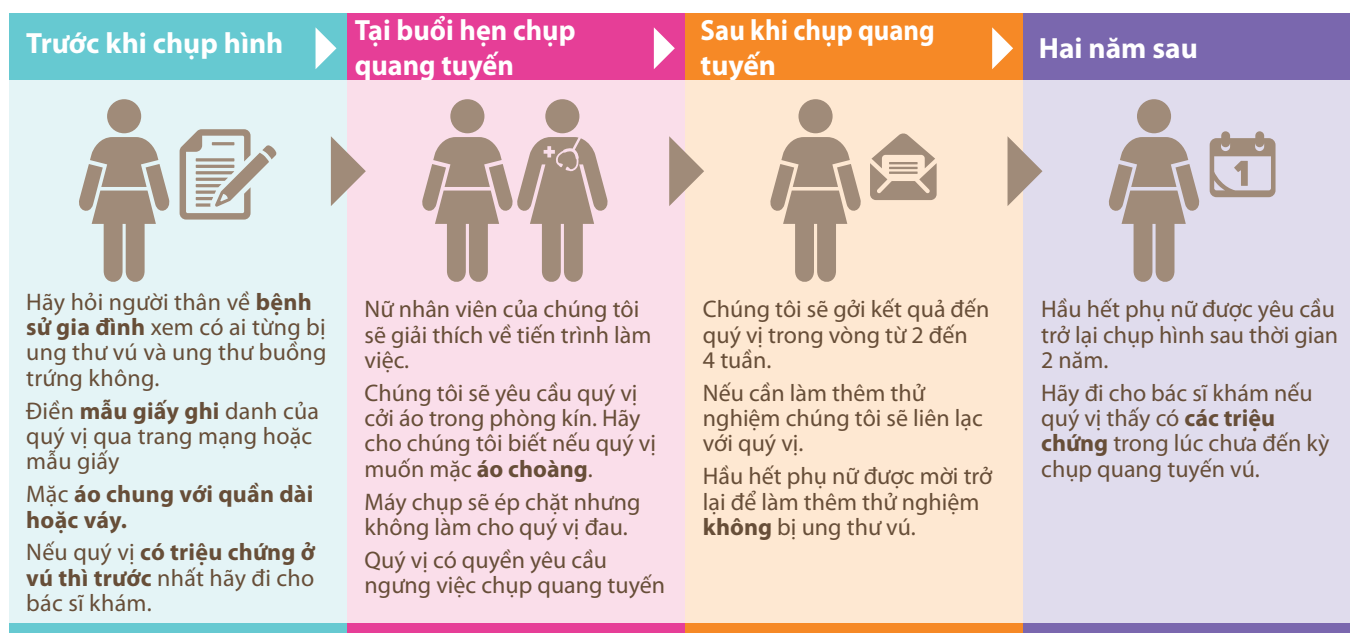 Trước khi chụp hình
Hãy hỏi người thân về bệnh
sử gia đình xem có ai từng bị
ung thư vú và ung thư buồng
trứng không.
Điền mẫu giấy ghi danh của
quý vị qua trang mạng hoặc
mẫu giấy
Mặc áo chung với quần dài
hoặc váy.
Nếu quý vị có triệu chứng ở
vú thì trước nhất hãy đi cho
bác sĩ khám.
Tại buổi hẹn chụp
quang tuyến
Nữ nhân viên của chúng tôi
sẽ giải thích về tiến trình làm
việc.
Chúng tôi sẽ yêu cầu quý vị
cởi áo trong phòng kín. Hãy
cho chúng tôi biết nếu quý vị
muốn mặc áo choàng.
Máy chụp sẽ ép chặt nhưng
không làm cho quý vị đau.
Quý vị có quyền yêu cầu
ngưng việc chụp quang tuyến
Sau khi chụp quang
tuyến
Chúng tôi sẽ gởi kết quả đến
quý vị trong vòng từ 2 đến
4 tuần.
Nếu cần làm thêm thử
nghiệm chúng tôi sẽ liên lạc
với quý vị.
Hầu hết phụ nữ được mời trở
lại để làm thêm thử nghiệm
không bị ung thư vú.
Hai năm sau
1
Hầu hết phụ nữ được yêu cầu
trở lại chụp hình sau thời gian
2 năm.
Hãy đi cho bác sĩ khám nếu
quý vị thấy có các triệu
chứng trong lúc chưa đến kỳ
chụp quang tuyến vú.